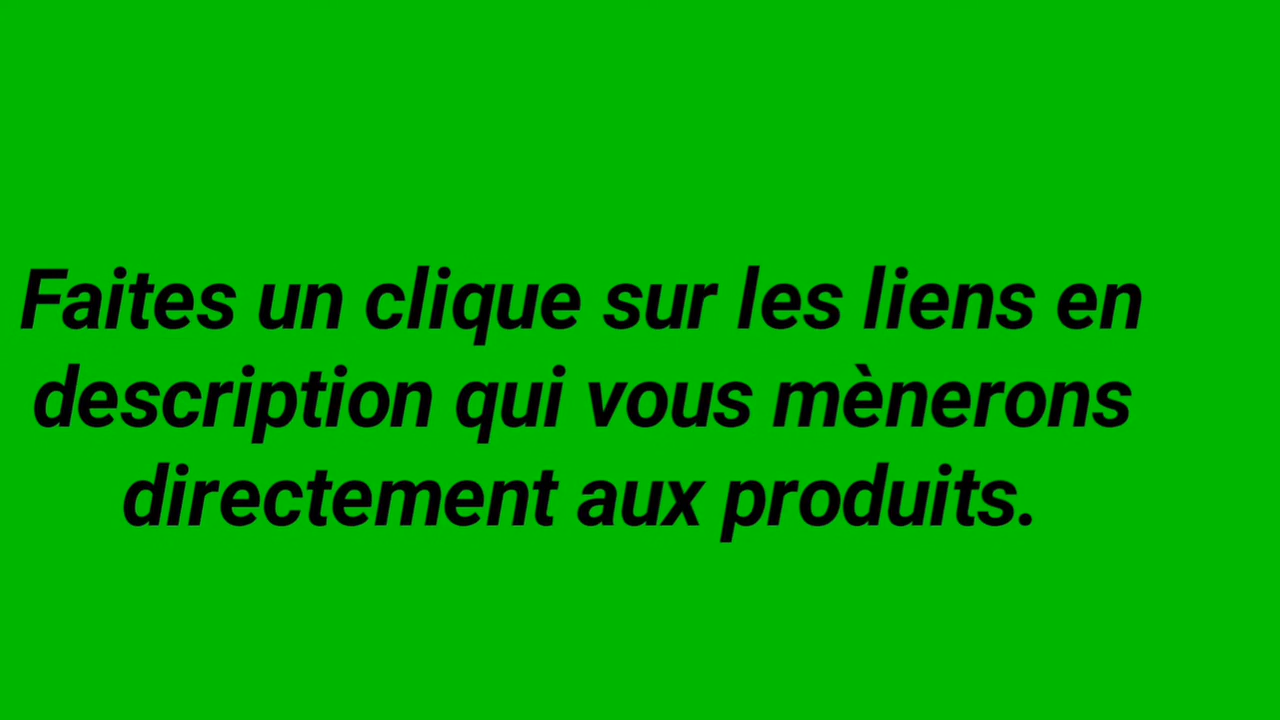 Faites un clique sur les liens en
description qui vous mènerons
directement aux produits.